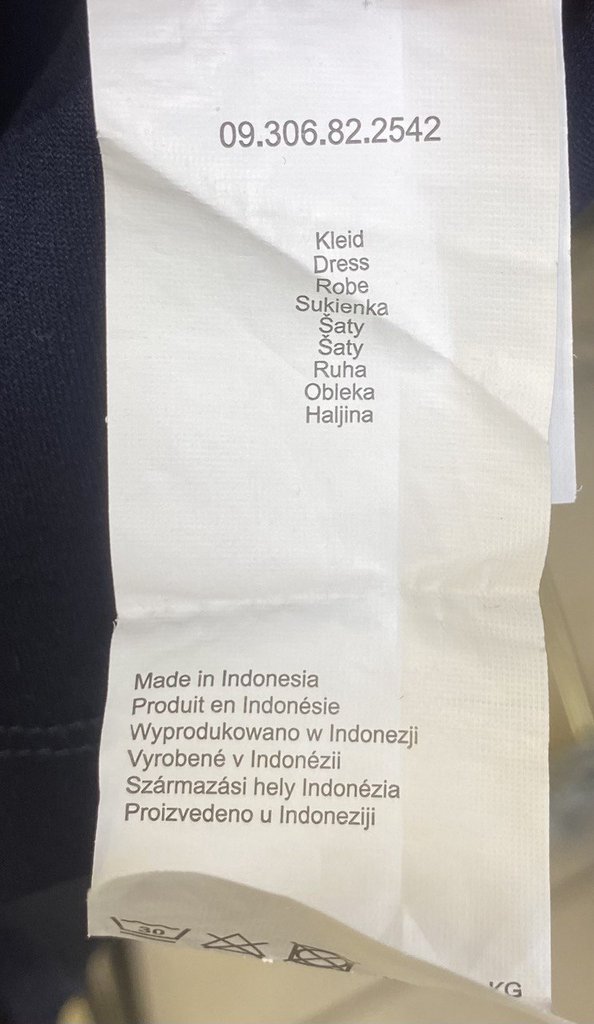 09.306.82.2542
Kleid
Dress
Robe
Sukienka
Šaty
Šaty
Ruha
Obleka
Haljina
Made in Indonesia
Produit en Indonésie
Wyprodukowano w Indonezji
Vyrobené v Indonézii
Származási hely Indonézia
Proizvedeno u Indoneziji
30